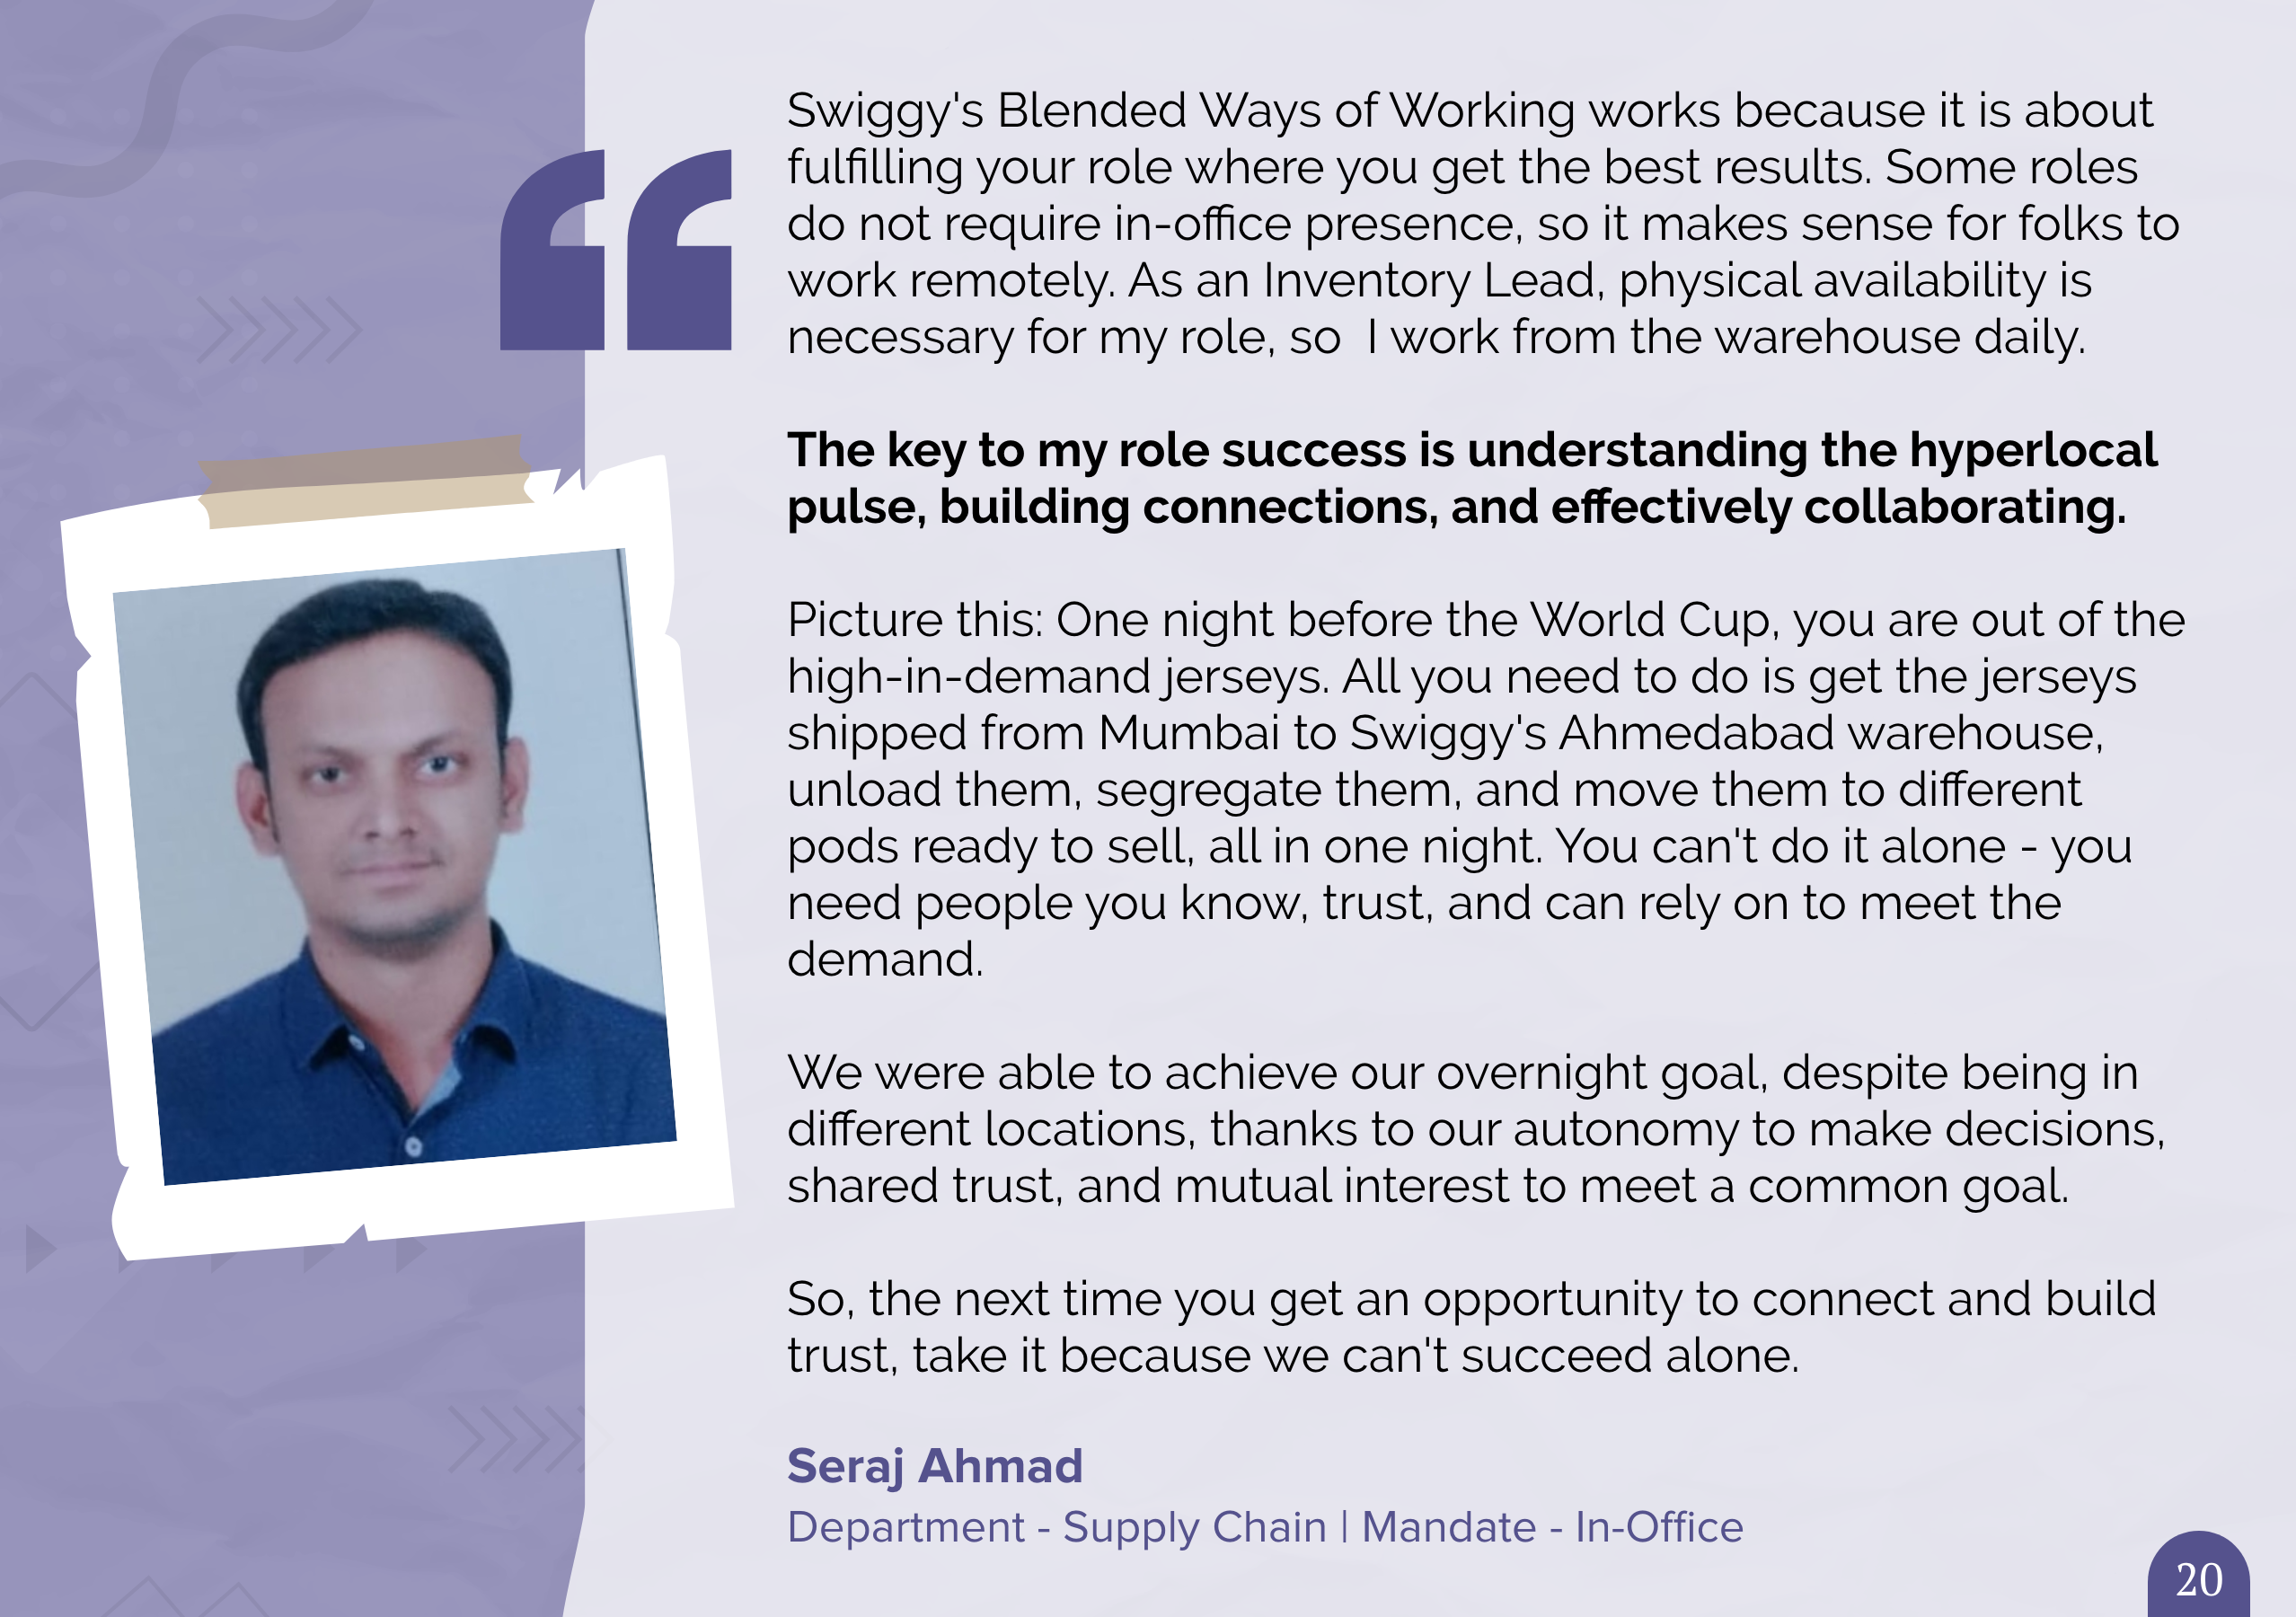 Swiggy's Blended Ways of Working works because it is about
fulfilling your role where you get the best results. Some roles
do not require in-office presence, so it makes sense for folks to
work remotely. As an Inventory Lead, physical availability is
necessary for my role, so  I work from the warehouse daily.
The key to my role success is understanding the hyperlocal
pulse, building connections, and effectively collaborating.
Picture this: One night before the World Cup, you are out of the
high-in-demand jerseys. All you need to do is get the jerseys
shipped from Mumbai to Swiggy's Ahmedabad warehouse,
unload them, segregate them, and move them to different
pods ready to sell, all in one night. You can't do it alone - you
need people you know, trust, and can rely on to meet the
demand.
We were able to achieve our overnight goal, despite being in
different locations, thanks to our autonomy to make decisions,
shared trust, and mutual interest to meet a common goal.
So, the next time you get an opportunity to connect and build
trust, take it because we can't succeed alone.
Seraj Ahmad
Department - Supply Chain | Mandate - In-Office
20